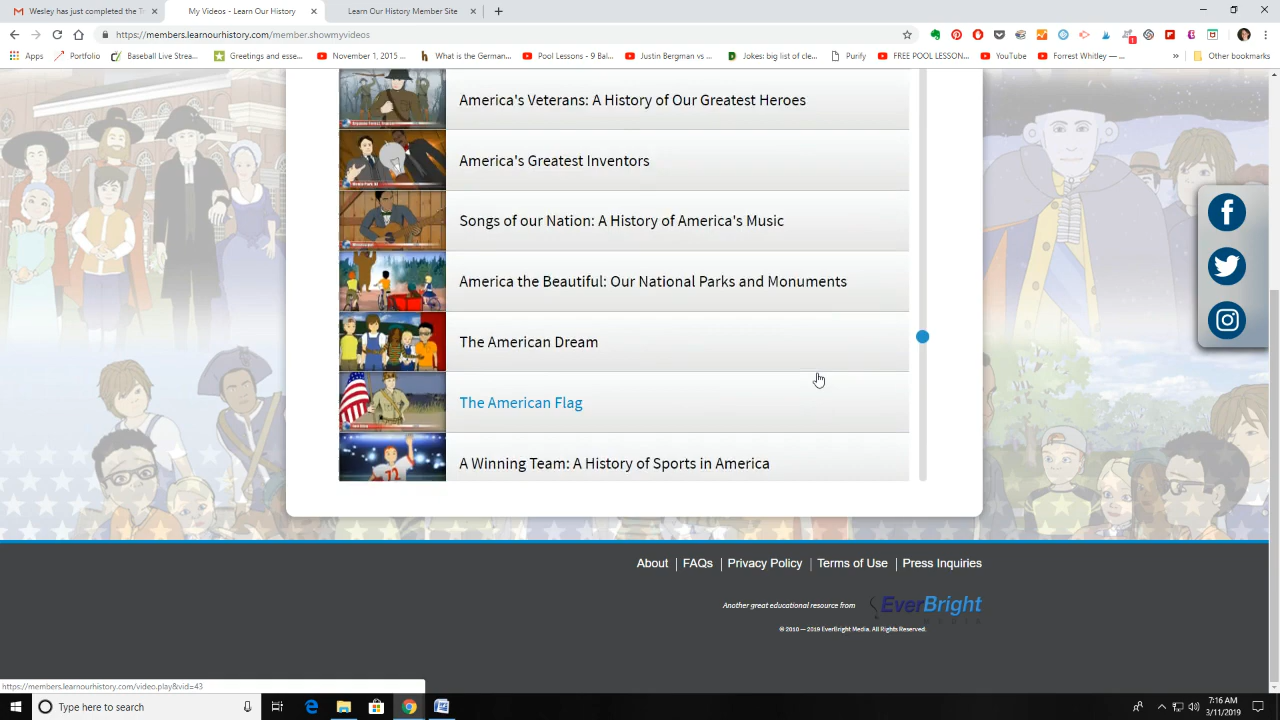 Wesley has just completed the Tr
My Videos - Learn Our History
Learn Our History Member Site
https://members.learnourhistory.com/member.showmyvideos
Apps
Portfolio
Baseball Live Strea...
Greetings and esse...
November 1, 2015 ...
What is the German...
Pool Lessons - 9 Bal...
Justin Bergman vs ...
Jokes: big list of cle...
Purify
FREE POOL LESSON...
YouTube
Forrest Whitley —...
»
Other bookmarks
America's Veterans: A History of Our Greatest Heroes
America's Greatest Inventors
Songs of our Nation: A History of America's Music
America the Beautiful: Our National Parks and Monuments
The American Dream
The American Flag
A Winning Team: A History of Sports in America
About | FAQs | Privacy Policy | Terms of Use | Press Inquiries
Another great educational resource from EverBright
MEDIA
© 2010 — 2019 EverBright Media. All Rights Reserved.
https://members.learnourhistory.com/video.play&vid=43
Type here to search
7:16 AM
3/11/2019